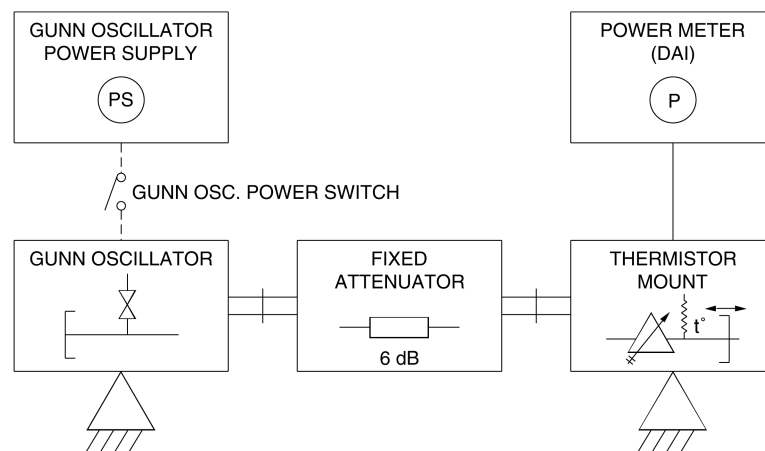 GUNN OSCILLATOR
POWER SUPPLY
PS
POWER METER
(DAI)
P
GUNN OSC. POWER SWITCH
GUNN OSCILLATOR
FIXED
ATTENUATOR
6 dB
THERMISTOR
MOUNT
t°